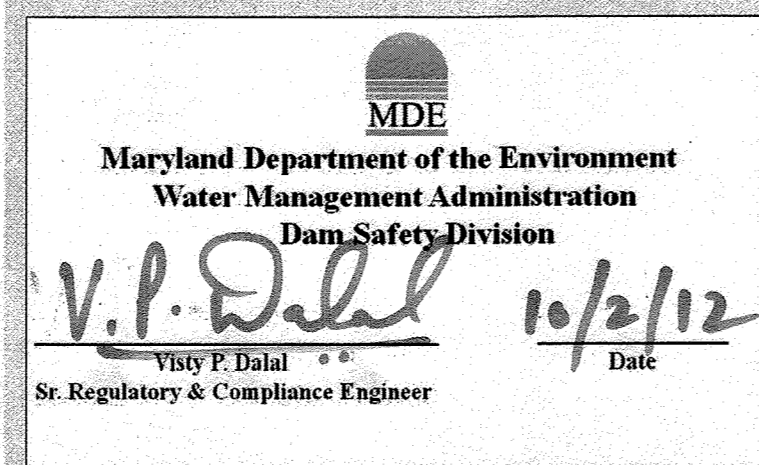 MDE
Maryland Department of the Environment
Water Management Administration
Dam Safety Division
V.P. Dalal 10/2/12
Visty P. Dalal Date
Sr. Regulatory & Compliance Engineer